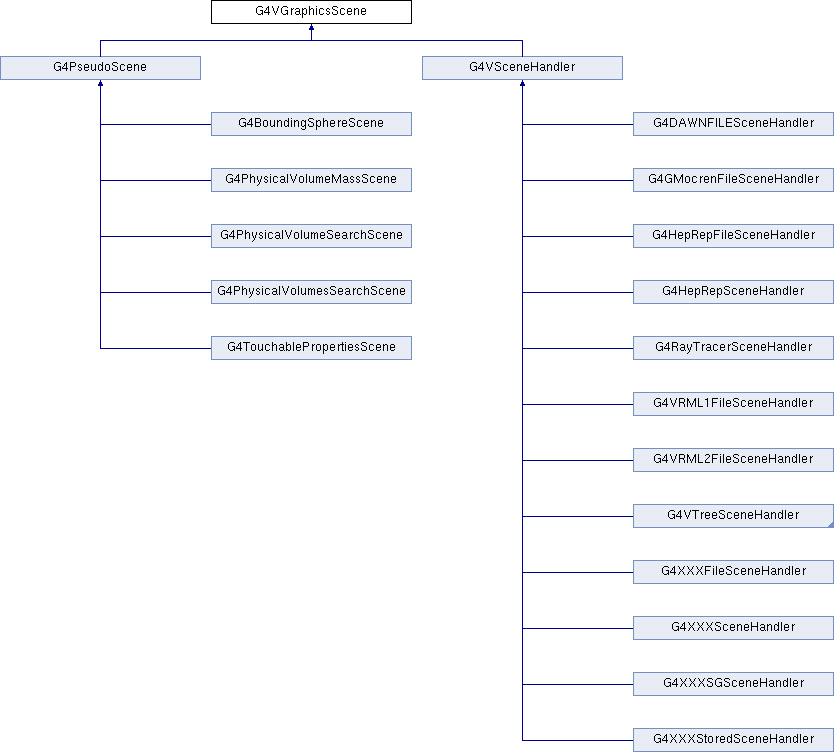 G4VGraphicsScene
G4PseudoScene
G4VSceneHandler
G4BoundingSphereScene
G4DAWNFILESceneHandler
G4PhysicalVolumeMassScene
G4GMocrenFileSceneHandler
G4PhysicalVolumeSearchScene
G4HepRepFileSceneHandler
G4PhysicalVolumesSearchScene
G4HepRepSceneHandler
G4TouchablePropertiesScene
G4RayTracerSceneHandler
G4VRML1FileSceneHandler
G4VRML2FileSceneHandler
G4VTreeSceneHandler
G4XXXFileSceneHandler
G4XXXSceneHandler
G4XXXSGSceneHandler
G4XXXStoredSceneHandler